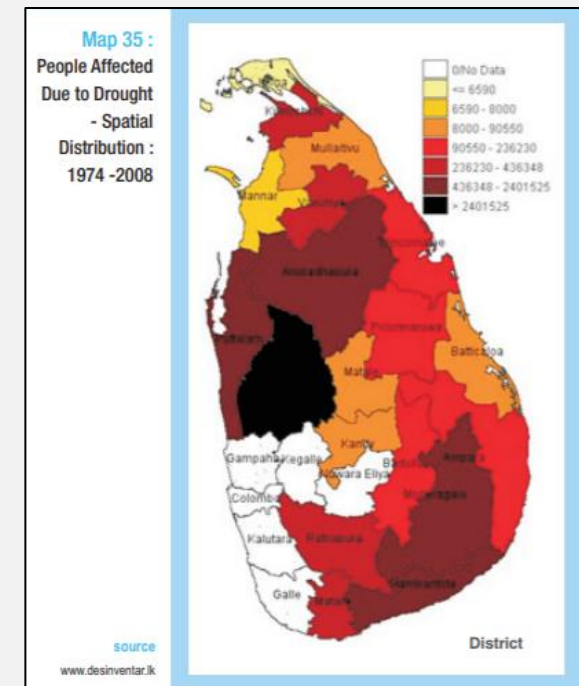 Map 35 :
People Affected
Due to Drought
- Spatial
Distribution :
1974 -2008
0/No Data
<= 6590
6590 - 8000
8000 - 90550
90550 - 236230
236230 - 436348
436348 - 2401525
> 2401525
Mullaitivu
Mannar
Anuradhapura
Puttalam
Polonnaruwa
Batticaloa
Matale
Kandy
Gampaha
Kegalle
Nuwara Eliya
Badulla
Ampara
Colombo
Moneragala
Kalutara
Ratnapura
Galle
Matara
Hambantota
District
source
www.desinventar.lk